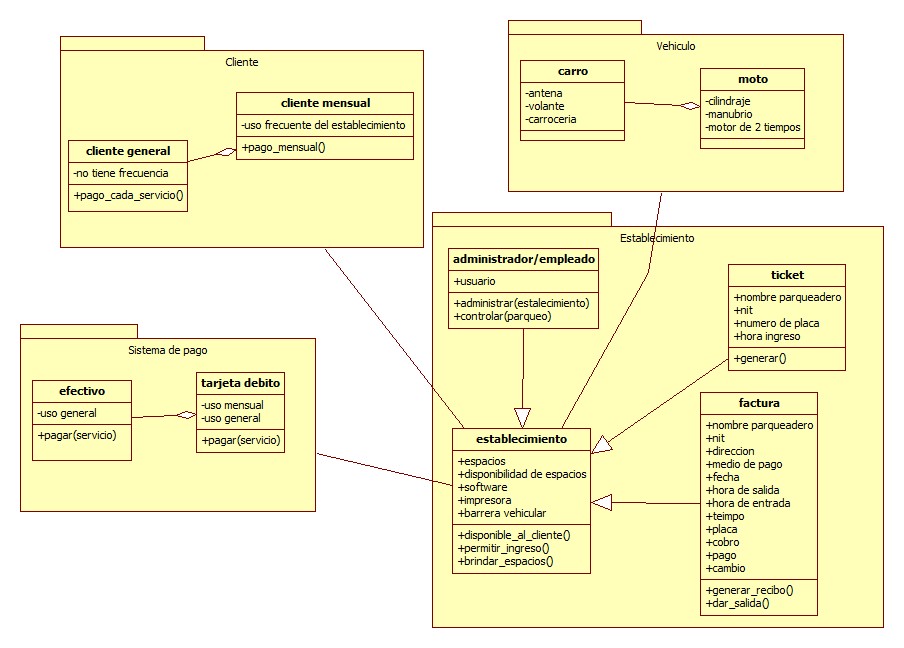 Cliente
cliente mensual
-uso frecuente del establecimiento
+pago_mensual()
cliente general
-no tiene frecuencia
+pago_cada_servicio()
Vehiculo
carro
-antena
-volante
-carroceria
moto
-cilindraje
-manubrio
-motor de 2 tiempos
Establecimiento
administrador/empleado
+usuario
+administrar(estalecimiento)
+controlar(parqueo)
ticket
+nombre parqueadero
+nit
+numero de placa
+hora ingreso
+generar()
Sistema de pago
efectivo
-uso general
+pagar(servicio)
tarjeta debito
-uso mensual
-uso general
+pagar(servicio)
establecimiento
+espacios
+disponibilidad de espacios
+software
+impresora
+barrera vehicular
+disponible_al_cliente()
+permitir_ingreso()
+brindar_espacios()
factura
+nombre parqueadero
+nit
+direccion
+medio de pago
+fecha
+hora de salida
+hora de entrada
+teimpo
+placa
+cobro
+pago
+cambio
+generar_recibo()
+dar_salida()